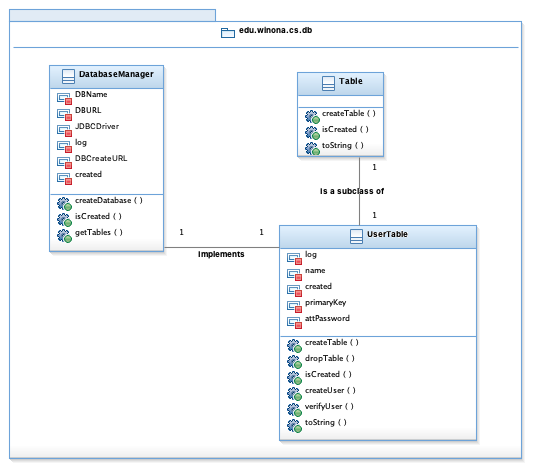 edu.winona.cs.db
DatabaseManager
DBName
DBURL
JDBCDriver
log
DBCreateURL
created
createDatabase ( )
isCreated ( )
getTables ( )
Table
createTable ( )
isCreated ( )
toString ( )
1
Is a subclass of
1
1
1
Implements
UserTable
log
name
created
primaryKey
attPassword
createTable ( )
dropTable ( )
isCreated ( )
createUser ( )
verifyUser ( )
toString ( )